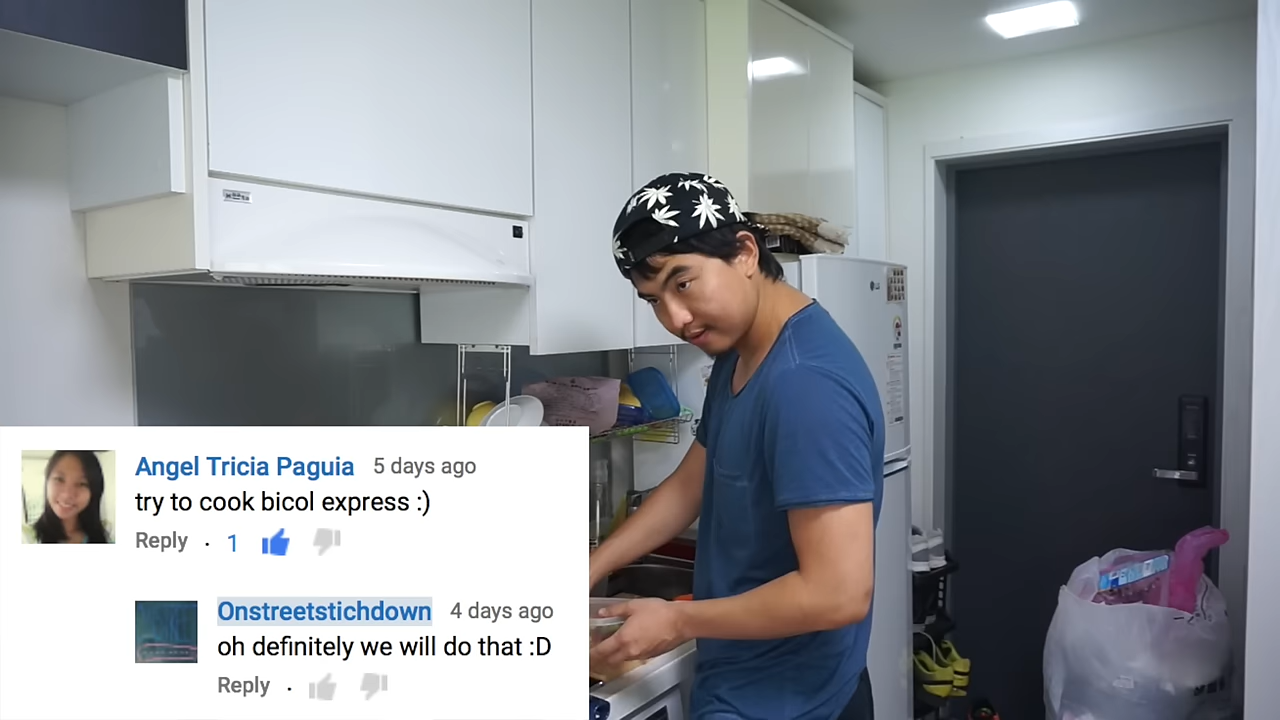 LG
Angel Tricia Paguia 5 days ago
try to cook bicol express :)
Reply · 1
Onstreetstichdown 4 days ago
oh definitely we will do that :D
Reply ·